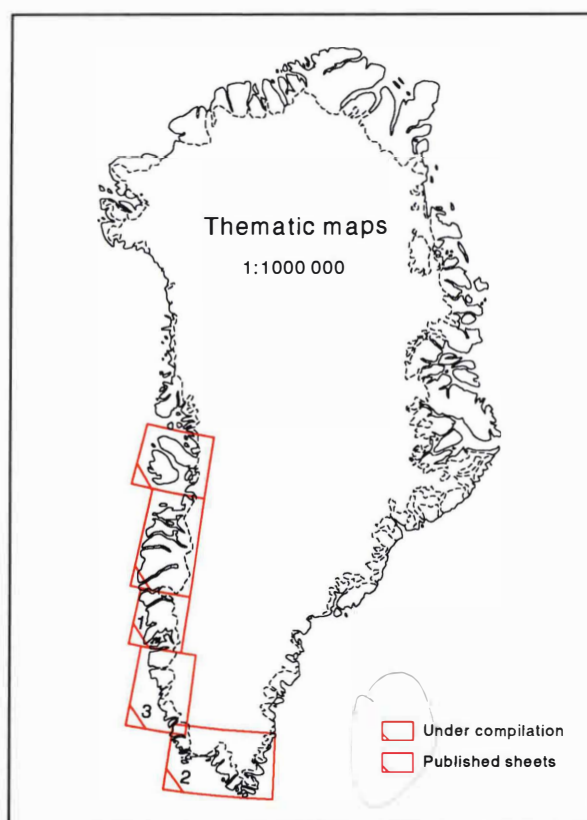 Thematic maps
1:1000 000
1
3
2
Under compilation
Published sheets